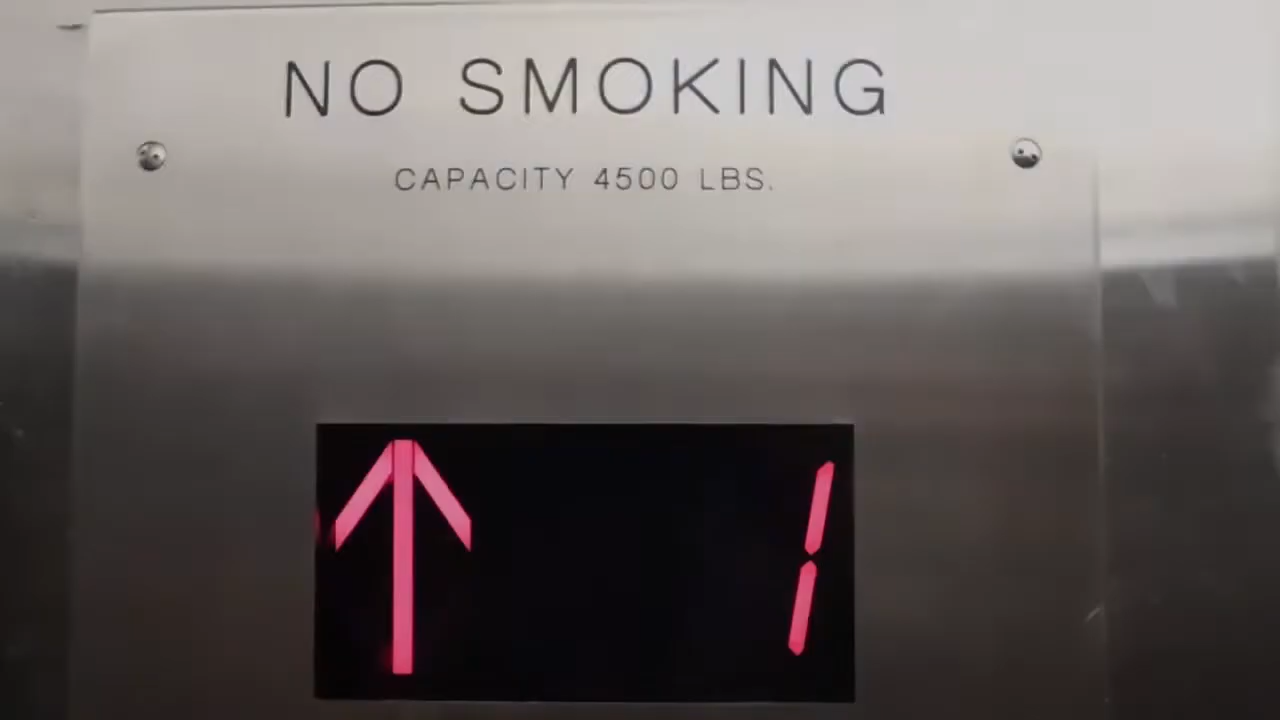 NO SMOKING
CAPACITY 4500 LBS.
↑ 1